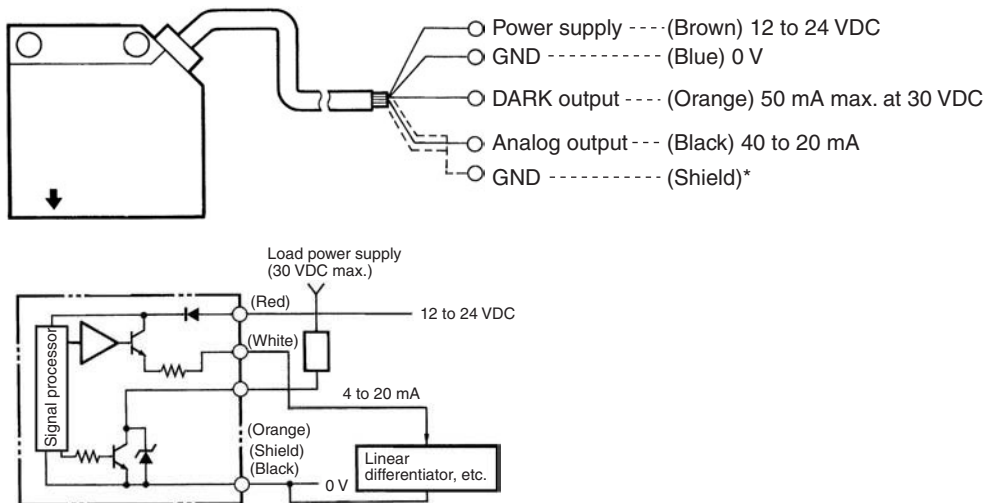 Power supply ---- (Brown) 12 to 24 VDC
GND ----------- (Blue) 0 V
DARK output ---- (Orange) 50 mA max. at 30 VDC
Analog output --- (Black) 40 to 20 mA
GND ----------- (Shield)*
Load power supply
(30 VDC max.)
(Red)
12 to 24 VDC
(White)
Signal processor
4 to 20 mA
(Orange)
(Shield)
(Black)
0 V
Linear
differentiator, etc.